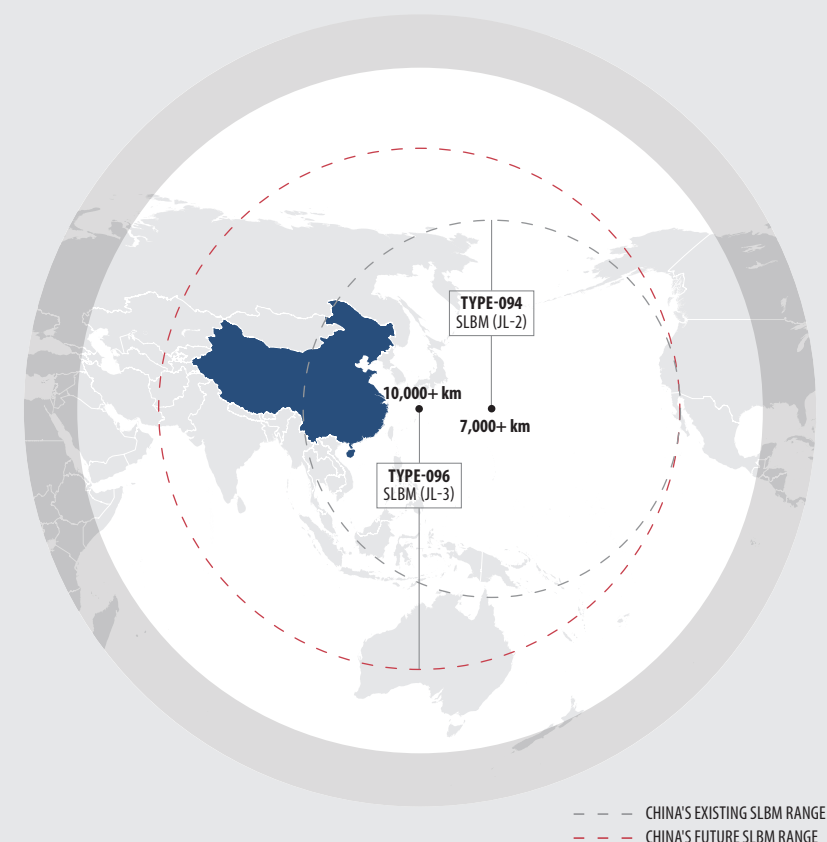 TYPE-094
SLBM (JL-2)
10,000+ km
7,000+ km
TYPE-096
SLBM (JL-3)
CHINA'S EXISTING SLBM RANGE
CHINA'S FUTURE SLBM RANGE